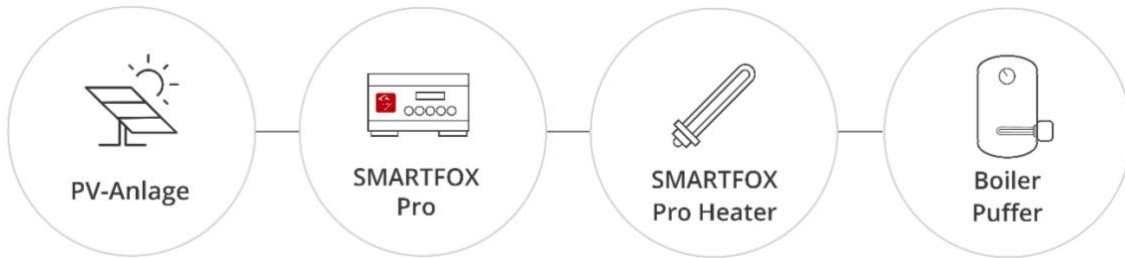 PV-Anlage
SMARTFOX
Pro
SMARTFOX
Pro Heater
Boiler
Puffer